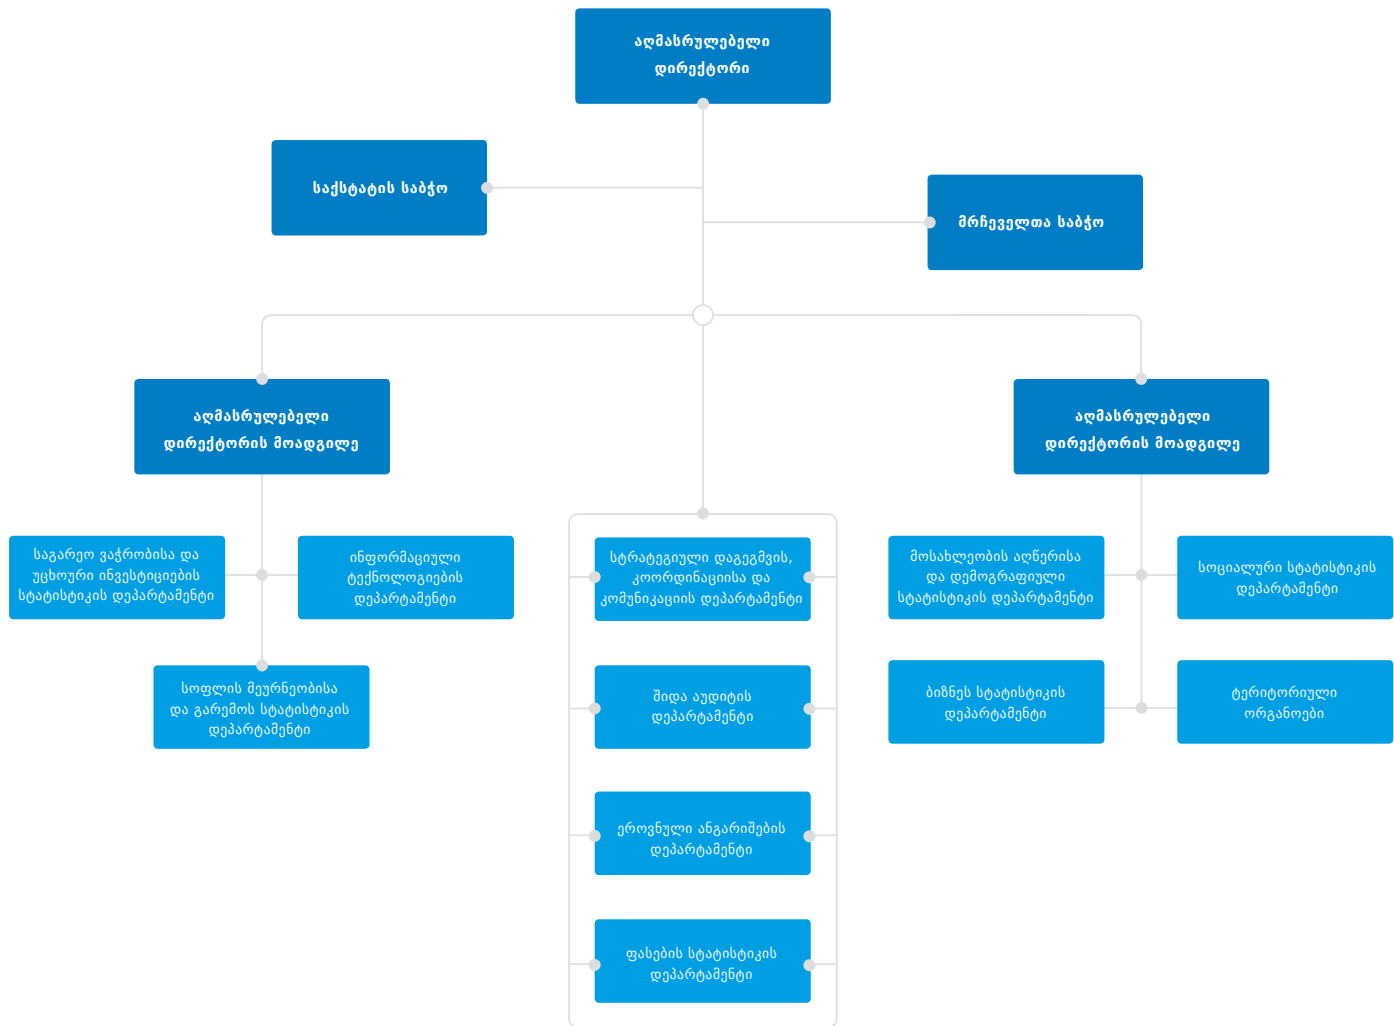 აღმასრულებელი
დირექტორი
საქსტატის საბჭო
მრჩეველთა საბჭო
აღმასრულებელი
დირექტორის მოადგილე
აღმასრულებელი
დირექტორის მოადგილე
საგარეო ვაჭრობისა და
უცხოური ინვესტიციების
სტატისტიკის დეპარტამენტი
ინფორმაციული
ტექნოლოგიების
დეპარტამენტი
სოფლის მეურნეობისა
და გარემოს სტატისტიკის
დეპარტამენტი
სტრატეგიული დაგეგმვის,
კოორდინაციისა და
კომუნიკაციის დეპარტამენტი
შიდა აუდიტის
დეპარტამენტი
ეროვნული ანგარიშების
დეპარტამენტი
ფასების სტატისტიკის
დეპარტამენტი
მოსახლეობის აღწერისა
და დემოგრაფიული
სტატისტიკის დეპარტამენტი
სოციალური სტატისტიკის
დეპარტამენტი
ბიზნეს სტატისტიკის
დეპარტამენტი
ტერიტორიული
ორგანოები